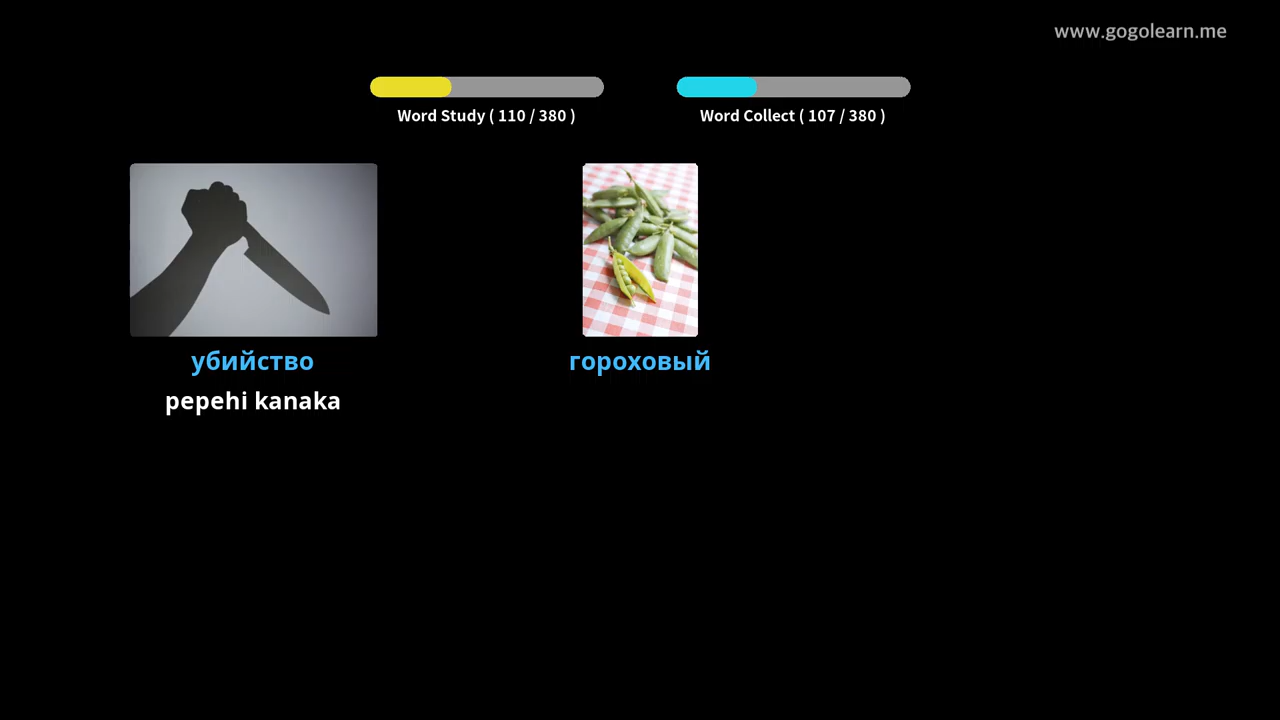 www.gogolearn.me
Word Study ( 110 / 380 )
Word Collect ( 107 / 380 )
убийство
pepehi kanaka
гороховый